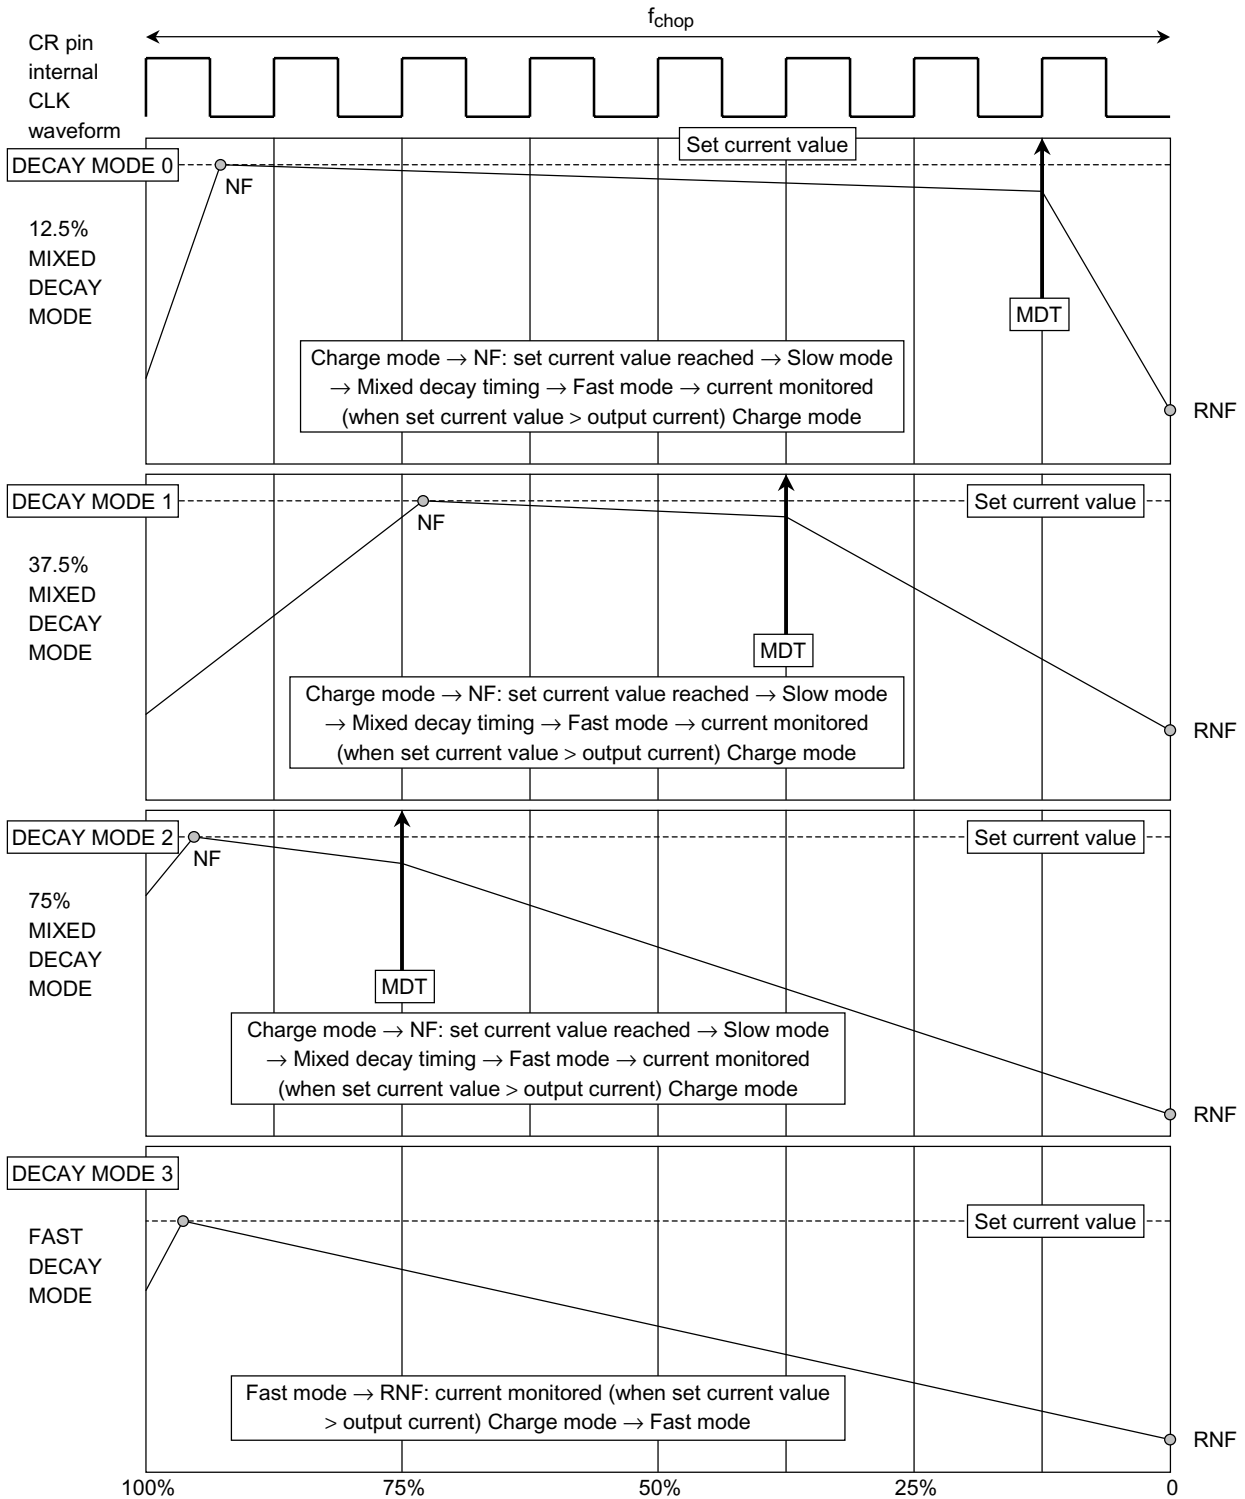 fchop
CR pin
internal
CLK
waveform
Set current value
DECAY MODE 0
NF
12.5%
MIXED
DECAY
MODE
MDT
Charge mode → NF: set current value reached → Slow mode
→ Mixed decay timing → Fast mode → current monitored
(when set current value > output current) Charge mode
RNF
DECAY MODE 1
Set current value
NF
37.5%
MIXED
DECAY
MODE
MDT
Charge mode → NF: set current value reached → Slow mode
→ Mixed decay timing → Fast mode → current monitored
(when set current value > output current) Charge mode
RNF
DECAY MODE 2
Set current value
NF
75%
MIXED
DECAY
MODE
MDT
Charge mode → NF: set current value reached → Slow mode
→ Mixed decay timing → Fast mode → current monitored
(when set current value > output current) Charge mode
RNF
DECAY MODE 3
Set current value
FAST
DECAY
MODE
Fast mode → RNF: current monitored (when set current value
> output current) Charge mode → Fast mode
RNF
100% 75% 50% 25% 0